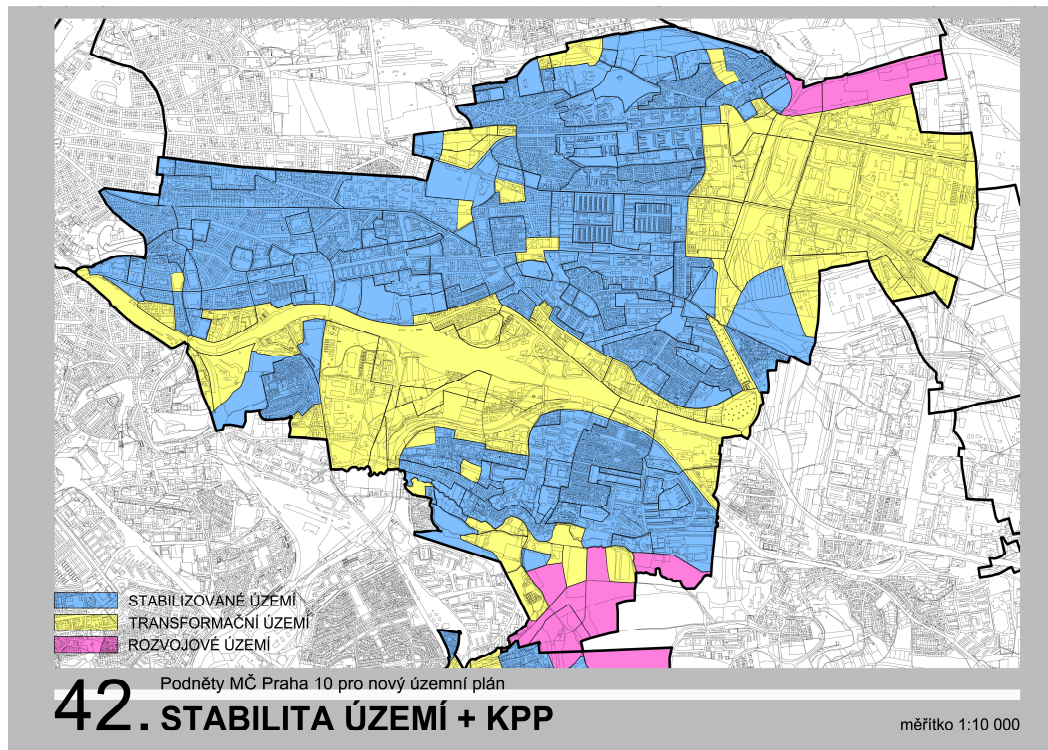 STABILIZOVANÉ ÚZEMÍ
TRANSFORMAČNÍ ÚZEMÍ
ROZVOJOVÉ ÚZEMÍ
Podněty MČ Praha 10 pro nový územní plán
42. STABILITA ÚZEMÍ + KPP
měřítko 1:10 000